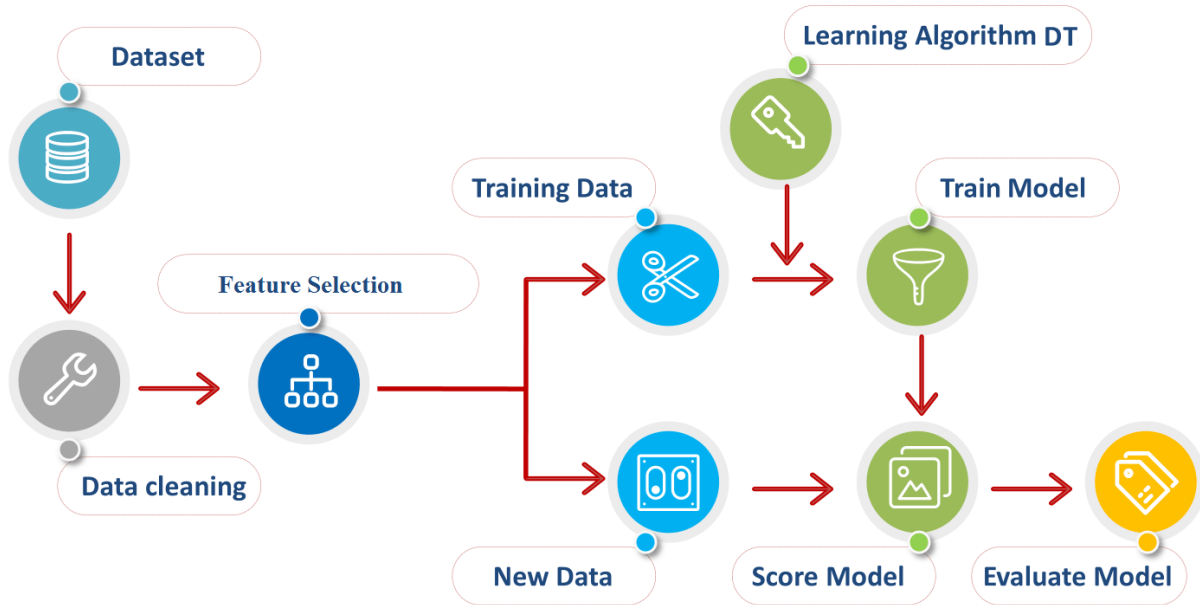 Dataset
Learning Algorithm DT
Training Data
Train Model
Feature Selection
Data cleaning
New Data
Score Model
Evaluate Model